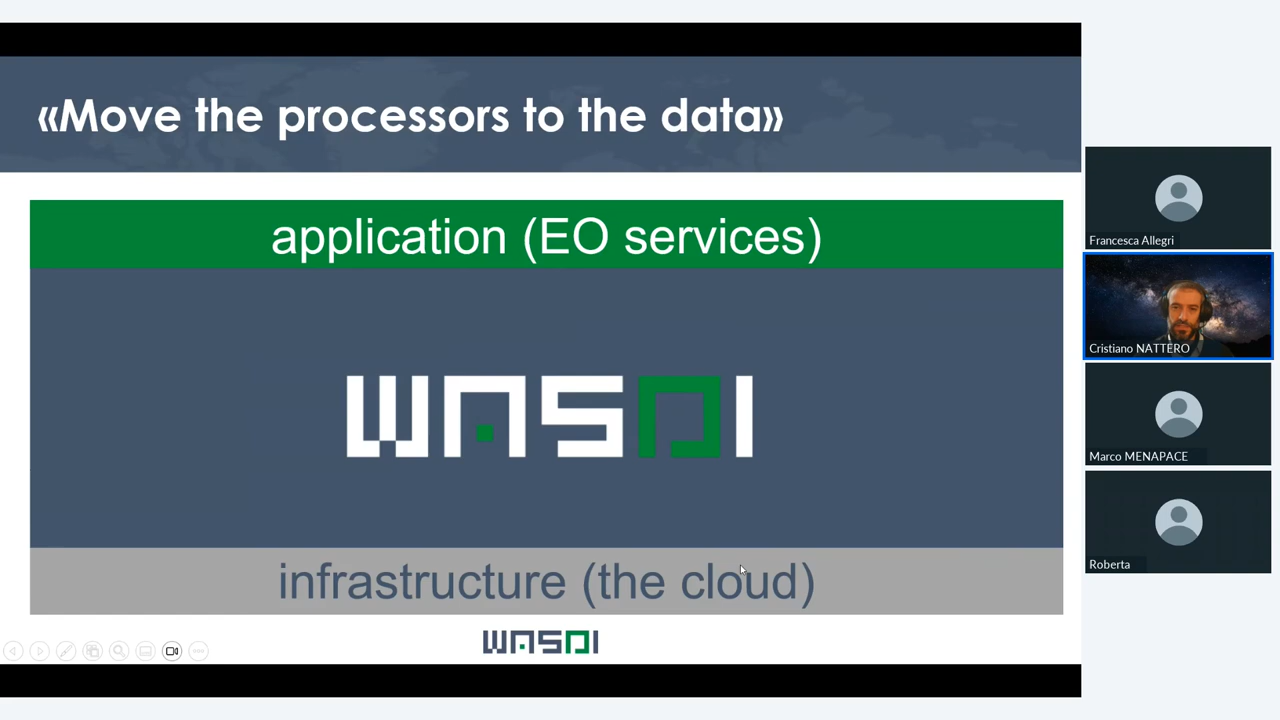 «Move the processors to the data»
application (EO services)
WASDI
infrastructure (the cloud)
WASDI
Francesca Allegri
Cristiano NATTERO
Marco MENAPACE
Roberta